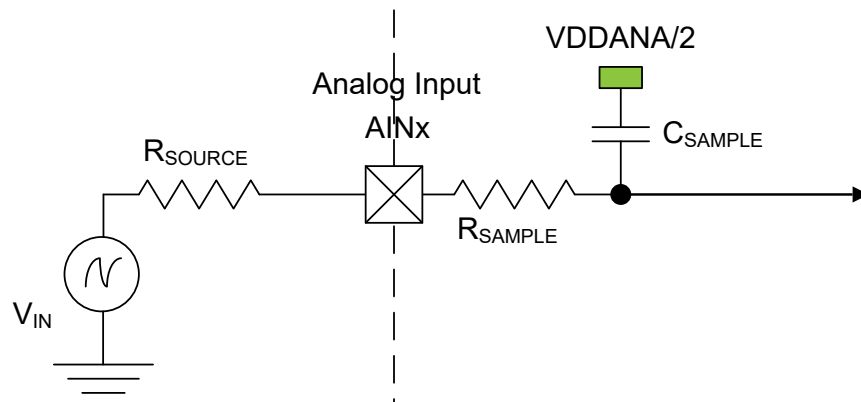 VDDANA/2
Analog Input
AINx
CSAMPLE
RSOURCE
RSAMPLE
VIN